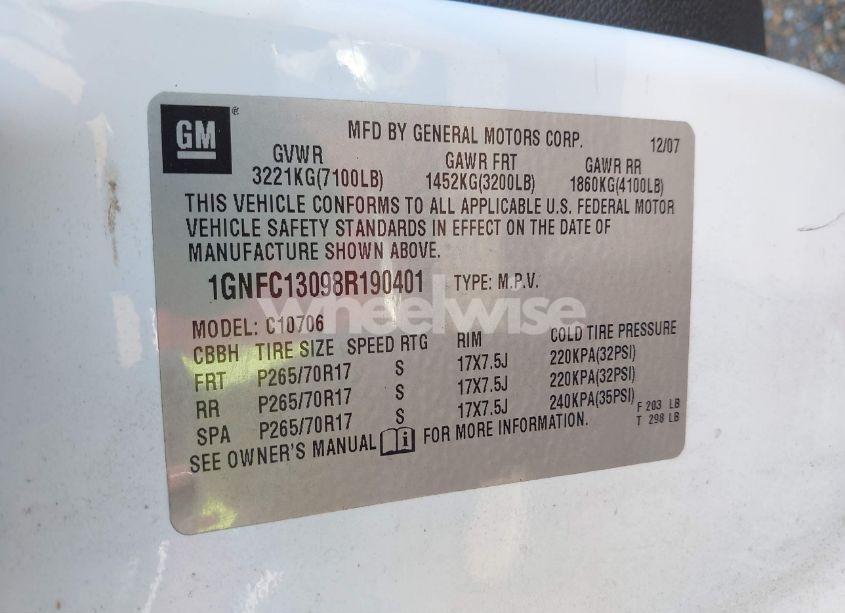 GM ®
MFD BY GENERAL MOTORS CORP. 12/07
GVWR GAWR FRT GAWR RR
3221KG(7100LB) 1452KG(3200LB) 1860KG(4100LB)
THIS VEHICLE CONFORMS TO ALL APPLICABLE U.S. FEDERAL MOTOR
VEHICLE SAFETY STANDARDS IN EFFECT ON THE DATE OF
MANUFACTURE SHOWN ABOVE.
1GNFC13098R190401 TYPE: M.P.V.
wheelwise
MODEL: C10706
CBBH TIRE SIZE SPEED RTG RIM COLD TIRE PRESSURE
FRT P265/70R17 S 17X7.5J 220KPA(32PSI)
RR P265/70R17 S 17X7.5J 220KPA(32PSI)
SPA P265/70R17 S 17X7.5J 240KPA(35PSI)
SEE OWNER'S MANUAL i FOR MORE INFORMATION.
F 203 LB
T 298 LB